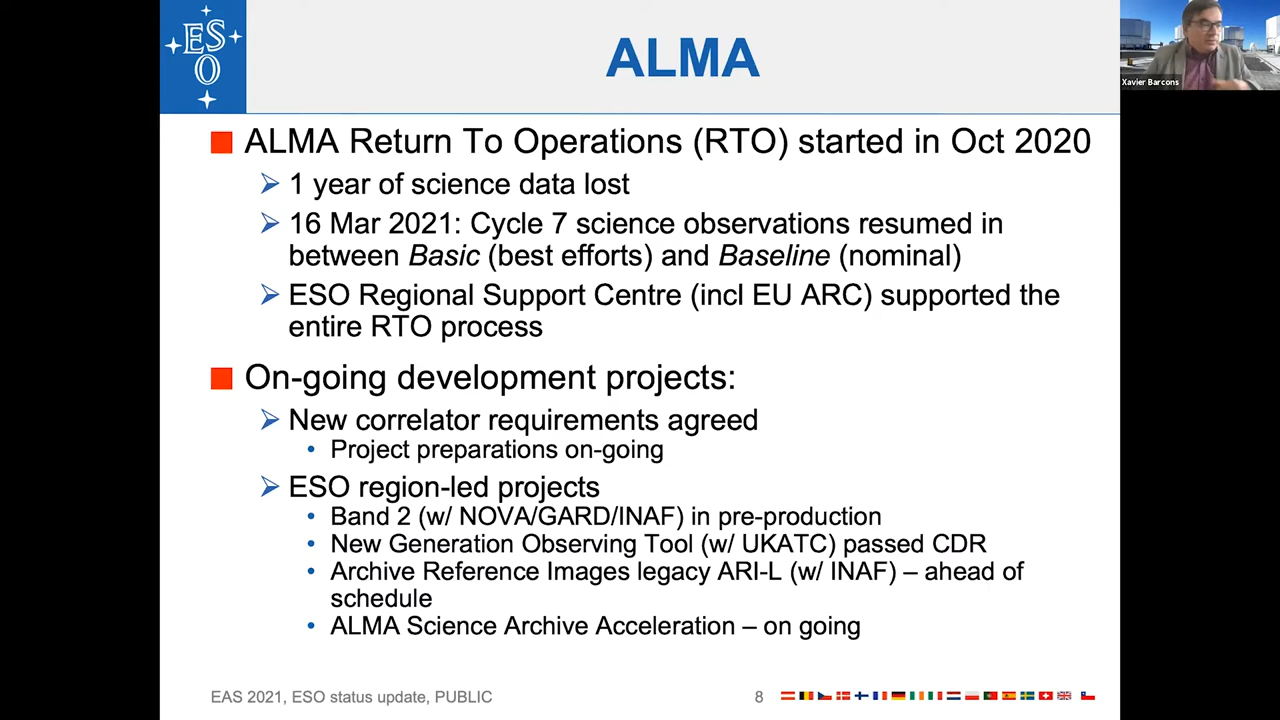 ES
O
ALMA
Xavier Barcons
ALMA Return To Operations (RTO) started in Oct 2020
1 year of science data lost
16 Mar 2021: Cycle 7 science observations resumed in
between Basic (best efforts) and Baseline (nominal)
ESO Regional Support Centre (incl EU ARC) supported the
entire RTO process
On-going development projects:
New correlator requirements agreed
Project preparations on-going
ESO region-led projects
Band 2 (w/ NOVA/GARD/INAF) in pre-production
New Generation Observing Tool (w/ UKATC) passed CDR
Archive Reference Images legacy ARI-L (w/ INAF) – ahead of
schedule
ALMA Science Archive Acceleration – on going
EAS 2021, ESO status update, PUBLIC 8